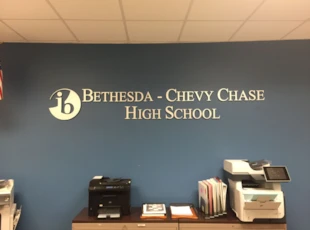 ib BETHESDA - CHEVY CHASE
HIGH SCHOOL